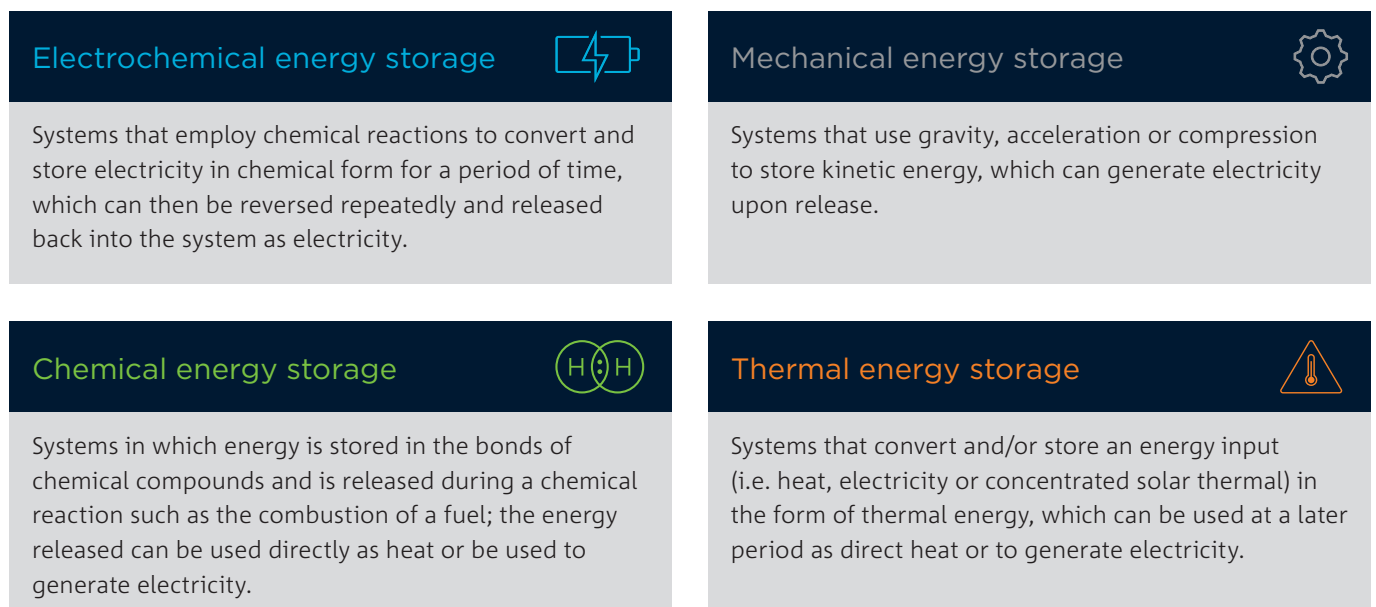 Electrochemical energy storage
Systems that employ chemical reactions to convert and
store electricity in chemical form for a period of time,
which can then be reversed repeatedly and released
back into the system as electricity.
Mechanical energy storage
Systems that use gravity, acceleration or compression
to store kinetic energy, which can generate electricity
upon release.
Chemical energy storage
H:H
Systems in which energy is stored in the bonds of
chemical compounds and is released during a chemical
reaction such as the combustion of a fuel; the energy
released can be used directly as heat or be used to
generate electricity.
Thermal energy storage
Systems that convert and/or store an energy input
(i.e. heat, electricity or concentrated solar thermal) in
the form of thermal energy, which can be used at a later
period as direct heat or to generate electricity.